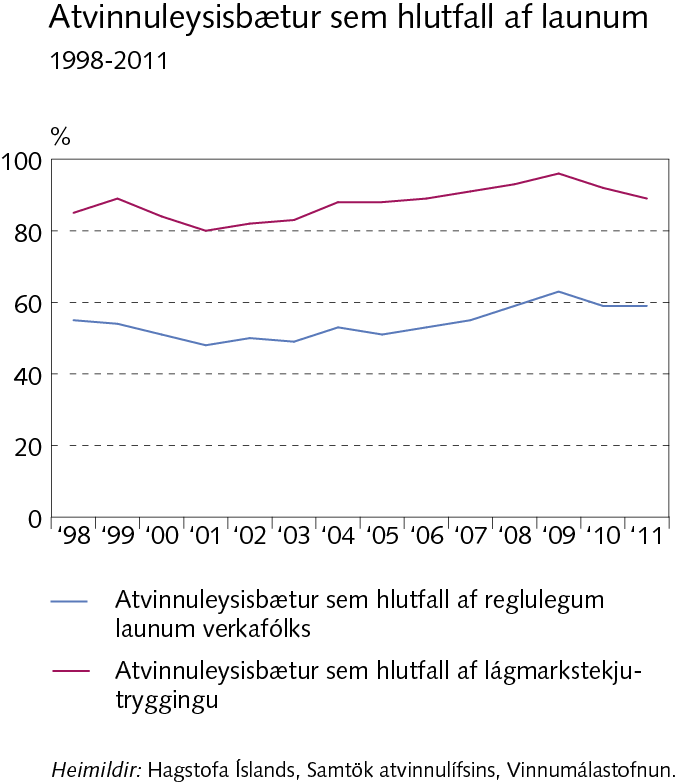 Atvinnuleysisbætur sem hlutfall af launum
1998-2011
%
100
80
60
40
20
0
‘98 ‘99 ‘00 ‘01 ‘02 ‘03 ‘04 ‘05 ‘06 ‘07 ‘08 ‘09 ‘10 ‘11
Atvinnuleysisbætur sem hlutfall af reglulegum
launum verkafólks
Atvinnuleysisbætur sem hlutfall af lágmarkstekju-
tryggingu
Heimildir: Hagstofa Íslands, Samtök atvinnulífsins, Vinnumálastofnun.